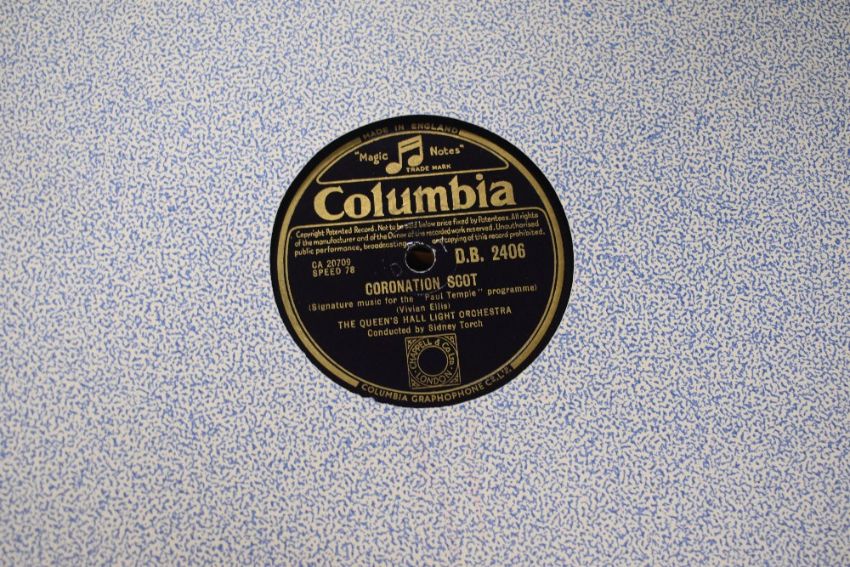 MADE IN ENGLAND
"Magic Notes"
TRADE MARK
Columbia
Copyright Patented Record. Not to be sold below price fixed by Patentees. All rights
of the manufacturer and of the Owner of the recorded work reserved. Unauthorised
public performance, broadcasting and copying of this record prohibited.
CA 20709
SPEED 78
D.B. 2406
CORONATION SCOT
(Signature music for the "Paul Temple" programme)
(Vivian Ellis)
THE QUEEN'S HALL LIGHT ORCHESTRA
Conducted by Sidney Torch
CHAPPELL & CO. LTD.
LONDON
COLUMBIA GRAPHOPHONE Co. LTD.